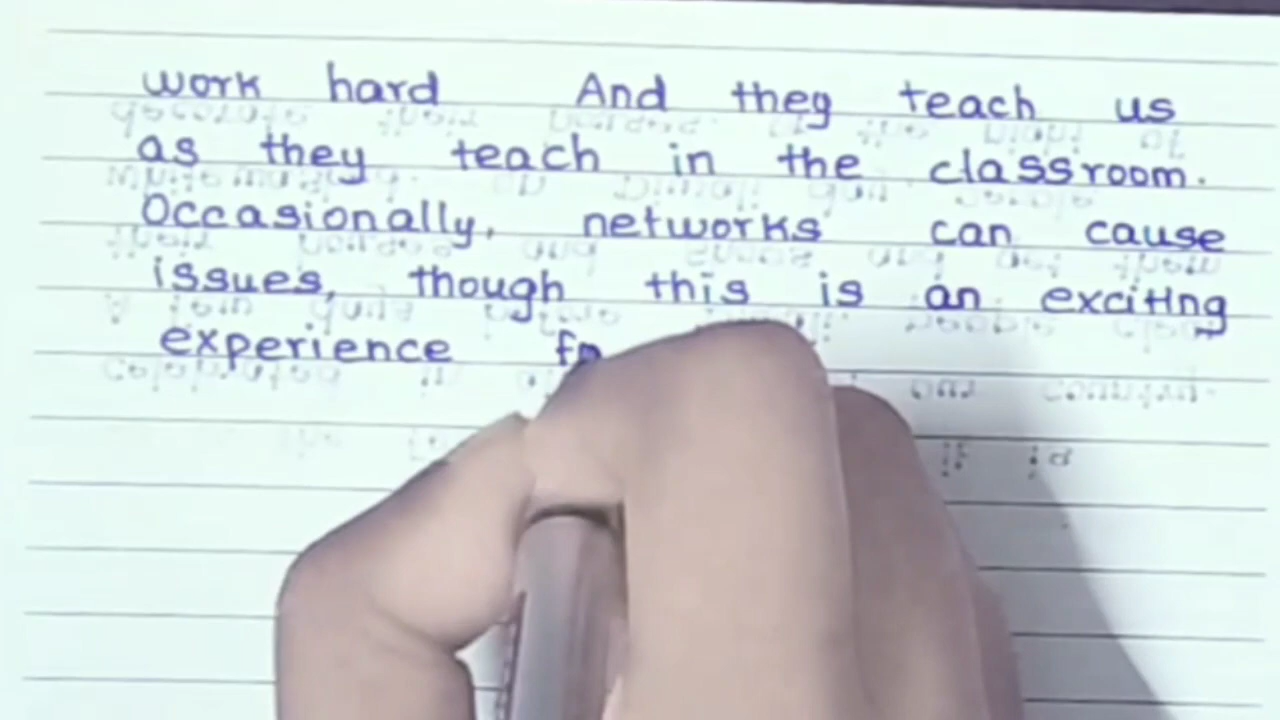 work hard And they teach us
as they teach in the classroom.
Occasionally, networks can cause
issues, though this is an exciting
experience fo